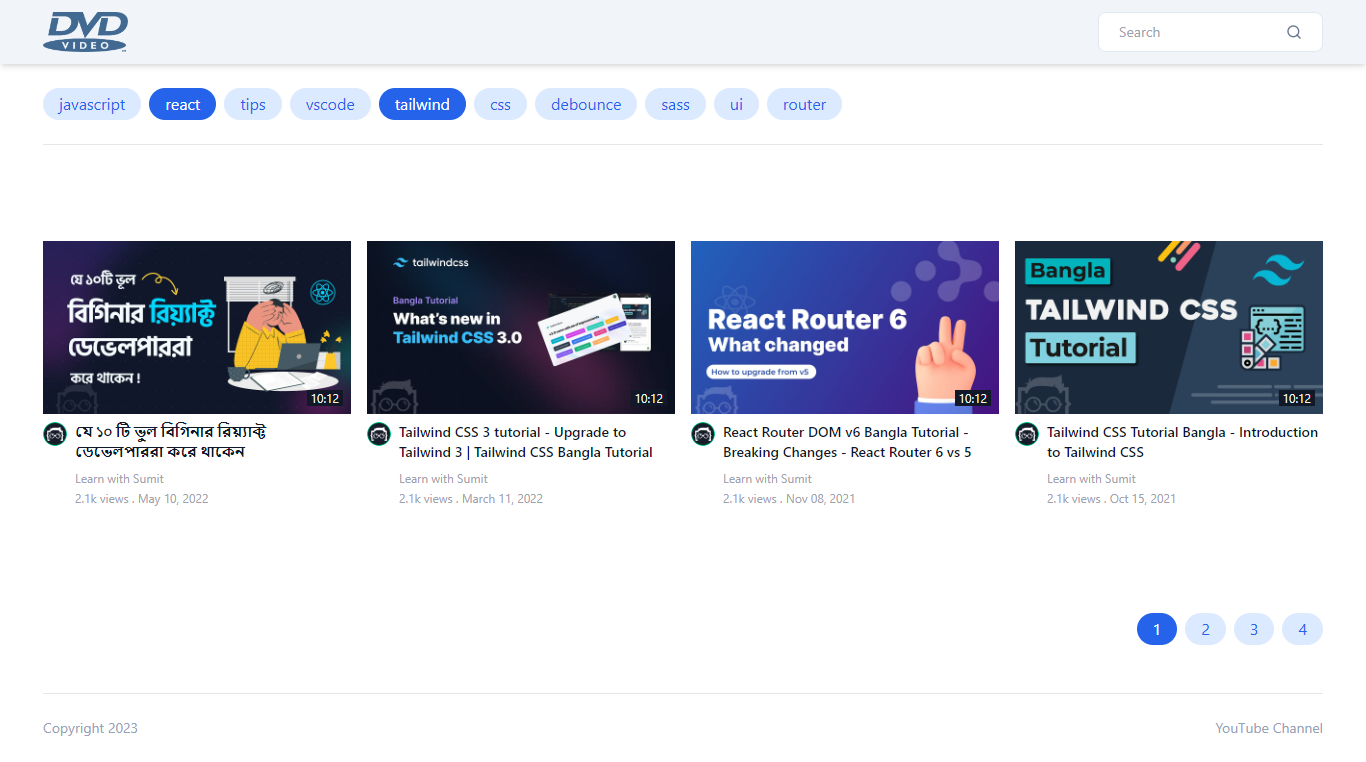 DVD
VIDEO
Search
javascript react tips vscode tailwind css debounce sass ui router
যে ১০টি ভূল
বিগিনার রিয়্যাক্ট
ডেভেলপাররা
করে থাকেন !
10:12
tailwindcss
Bangla Tutorial
What's new in
Tailwind CSS 3.0
10:12
React Router 6
What changed
How to upgrade from v5
10:12
Bangla
TAILWIND CSS
Tutorial
10:12
যে ১০ টি ভুল বিগিনার রিয়্যাক্ট
ডেভেলপাররা করে থাকেন
Learn with Sumit
2.1k views . May 10, 2022
Tailwind CSS 3 tutorial - Upgrade to
Tailwind 3 | Tailwind CSS Bangla Tutorial
Learn with Sumit
2.1k views . March 11, 2022
React Router DOM v6 Bangla Tutorial -
Breaking Changes - React Router 6 vs 5
Learn with Sumit
2.1k views . Nov 08, 2021
Tailwind CSS Tutorial Bangla - Introduction
to Tailwind CSS
Learn with Sumit
2.1k views . Oct 15, 2021
1 2 3 4
Copyright 2023
YouTube Channel